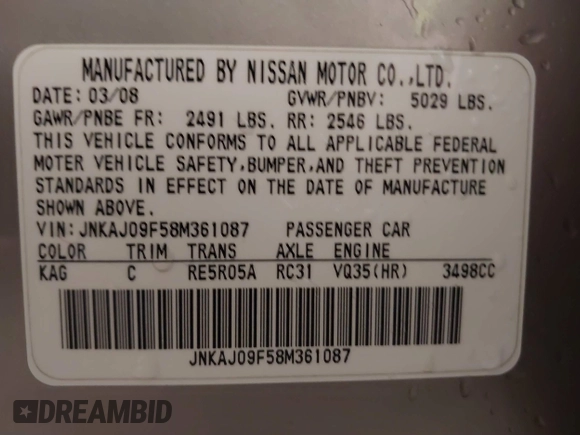 MANUFACTURED BY NISSAN MOTOR CO.,LTD.
DATE: 03/08 GVWR/PNBV: 5029 LBS.
GAWR/PNBE FR: 2491 LBS. RR: 2546 LBS.
THIS VEHICLE CONFORMS TO ALL APPLICABLE FEDERAL
MOTER VEHICLE SAFETY,BUMPER,AND THEFT PREVENTION
STANDARDS IN EFFECT ON THE DATE OF MANUFACTURE
SHOWN ABOVE.
VIN: JNKAJ09F58M361087 PASSENGER CAR
COLOR TRIM TRANS AXLE ENGINE
KAG C RE5R05A RC31 VQ35(HR) 3498CC
JNKAJ09F58M361087
DREAMBID